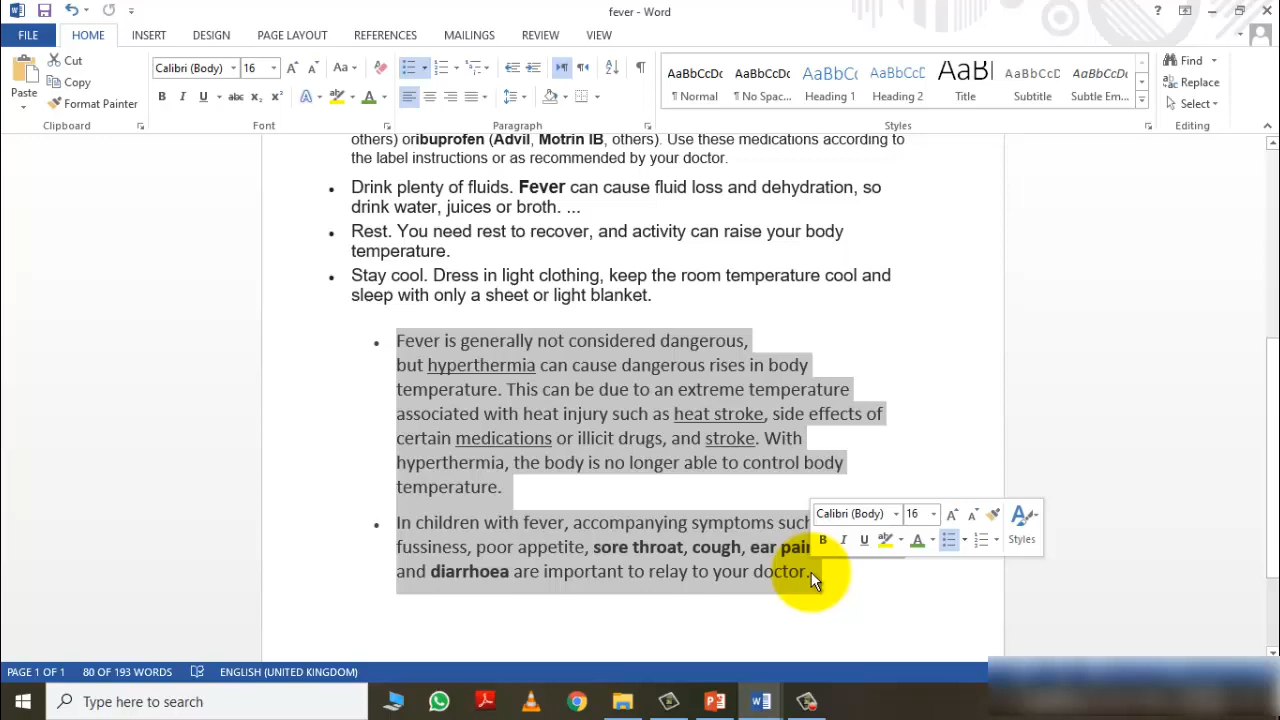 fever - Word
FILE HOME INSERT DESIGN PAGE LAYOUT REFERENCES MAILINGS REVIEW VIEW
Paste Cut Copy Format Painter Clipboard
Calibri (Body) 16 Aa B I U abc X₂ X² A A Font
Paragraph
AaBbCcDc AaBbCcDc AaBbC AaBbCcC AaBI AaBbCcD AaBbCcDc
¶ Normal ¶ No Spac... Heading 1 Heading 2 Title Subtitle Subtle Em...
Styles
Find Replace Select Editing
others) oribuprofen (Advil, Motrin IB, others). Use these medications according to
the label instructions or as recommended by your doctor.
• Drink plenty of fluids. Fever can cause fluid loss and dehydration, so
drink water, juices or broth. ...
• Rest. You need rest to recover, and activity can raise your body
temperature.
• Stay cool. Dress in light clothing, keep the room temperature cool and
sleep with only a sheet or light blanket.
• Fever is generally not considered dangerous,
but hyperthermia can cause dangerous rises in body
temperature. This can be due to an extreme temperature
associated with heat injury such as heat stroke, side effects of
certain medications or illicit drugs, and stroke. With
hyperthermia, the body is no longer able to control body
temperature.
• In children with fever, accompanying symptoms such
fussiness, poor appetite, sore throat, cough, ear pain
and diarrhoea are important to relay to your doctor.
Calibri (Body) 16 A A
B I U A Styles
PAGE 1 OF 1 80 OF 193 WORDS ENGLISH (UNITED KINGDOM)
Type here to search